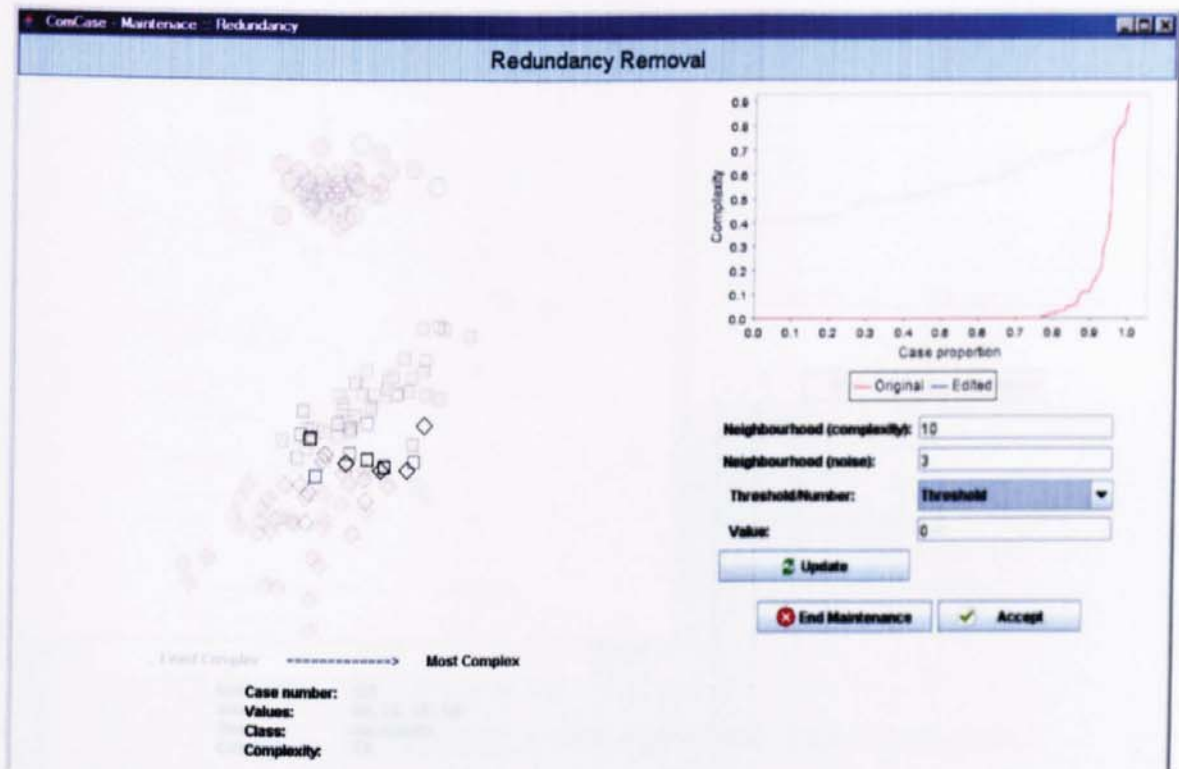 ComCase - Maintenace :: Redundancy
Redundancy Removal
0.9
0.8
0.7
0.6
0.5
0.4
0.3
0.2
0.1
0.0
Complexity
0.0 0.1 0.2 0.3 0.4 0.5 0.6 0.7 0.8 0.9 1.0
Case proportion
Original Edited
Neighbourhood (complexity): 10
Neighbourhood (noise): 3
Threshold/Number: Threshold
Value: 0
Update
End Maintenance Accept
Least Complex -----------------> Most Complex
Case number:
Values:
Class:
Complexity: